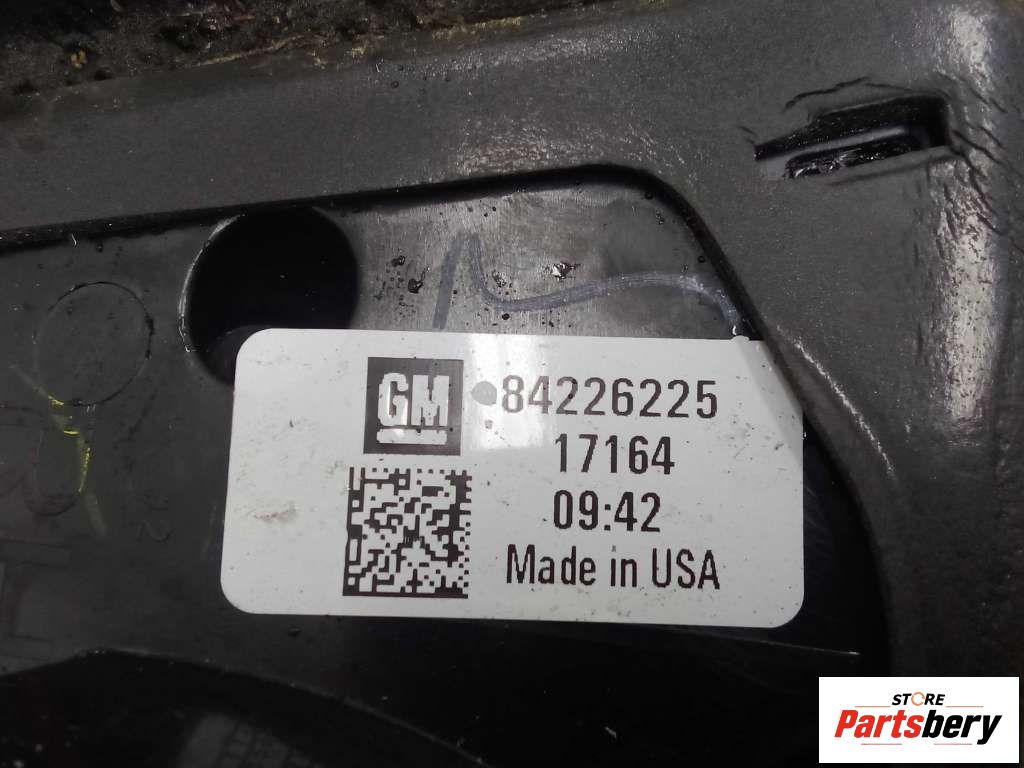 GM 84226225
17164
09:42
Made in USA
STORE
Partsbery